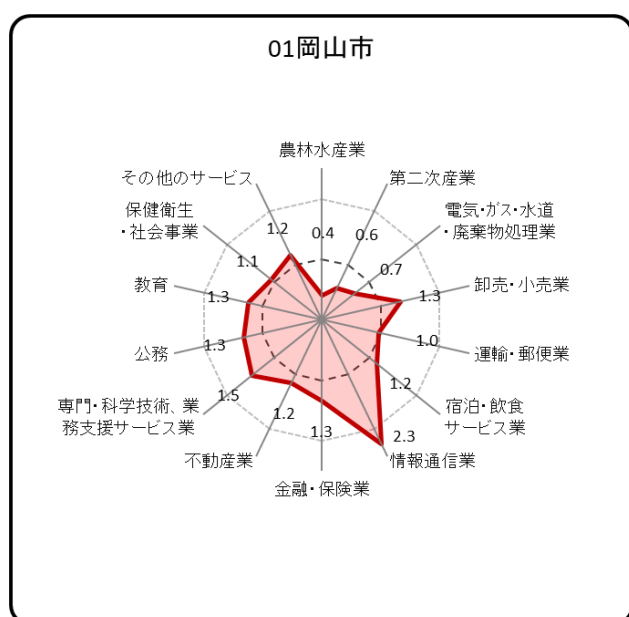 01岡山市
農林水産業
0.4
第二次産業
0.6
電気・ガス・水道
・廃棄物処理業
0.7
卸売・小売業
1.3
運輸・郵便業
1.0
宿泊・飲食
サービス業
1.2
情報通信業
2.3
金融・保険業
1.3
不動産業
1.2
専門・科学技術、業
務支援サービス業
1.5
公務
1.3
教育
1.3
保健衛生
・社会事業
1.1
その他のサービス
1.2